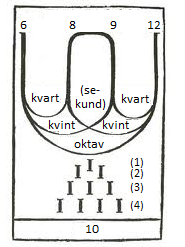 6 8 9 12
kvart (se- kvart
kund)
kvint kvint
oktav
I (1)
I I (2)
I I I (3)
I I I I (4)
10